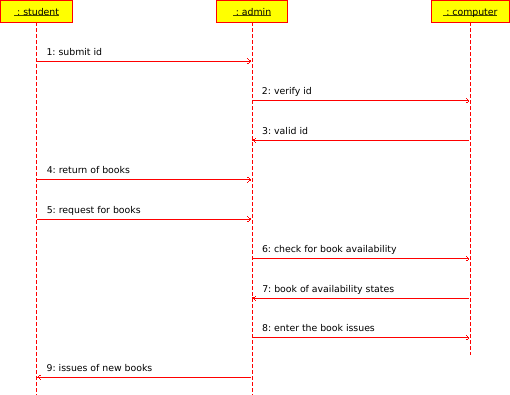 : student
: admin
: computer
1: submit id
2: verify id
3: valid id
4: return of books
5: request for books
6: check for book availability
7: book of availability states
8: enter the book issues
9: issues of new books